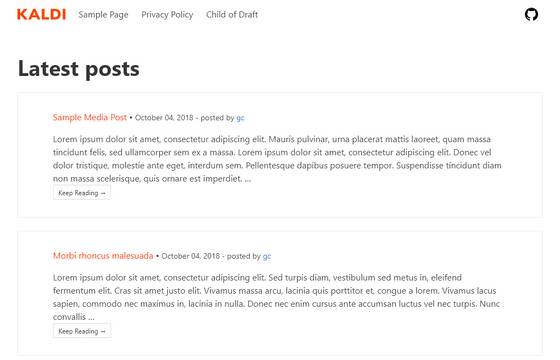 KALDI Sample Page Privacy Policy Child of Draft
Latest posts
Sample Media Post • October 04, 2018 - posted by gc
Lorem ipsum dolor sit amet, consectetur adipiscing elit. Mauris pulvinar, urna placerat mattis laoreet, quam massa
tincidunt felis, sed ullamcorper sem ex a massa. Lorem ipsum dolor sit amet, consectetur adipiscing elit. Donec vel
dolor tristique, molestie ante eget, interdum sem. Pellentesque dapibus posuere tempor. Suspendisse tincidunt diam
non massa scelerisque, quis ornare est imperdiet. ...
Keep Reading →
Morbi rhoncus malesuada • October 04, 2018 - posted by gc
Lorem ipsum dolor sit amet, consectetur adipiscing elit. Sed turpis diam, vestibulum sed metus in, eleifend
fermentum elit. Cras sit amet justo elit. Vivamus massa arcu, lacinia quis porttitor et, congue a lorem. Vivamus lacus
sapien, commodo nec maximus in, lacinia in nulla. Donec nec enim cursus ante accumsan luctus vel nec turpis. Nunc
convallis ...
Keep Reading →